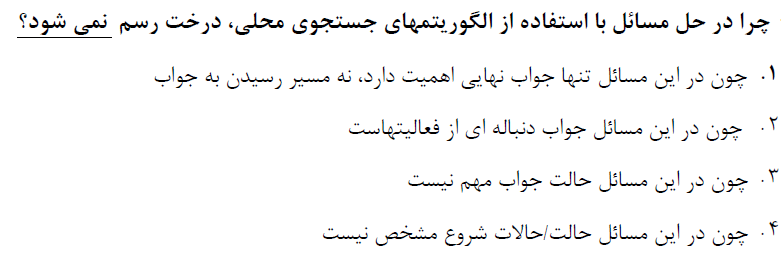 چرا در حل مسائل با استفاده از الگوریتمهای جستجوی محلی، درخت رسم نمی شود؟
۱. چون در این مسائل تنها جواب نهایی اهمیت دارد، نه مسیر رسیدن به جواب
۲. چون در این مسائل جواب دنباله ای از فعالیتهاست
۳. چون در این مسائل حالت جواب مهم نیست
۴. چون در این مسائل حالت/حالات شروع مشخص نیست